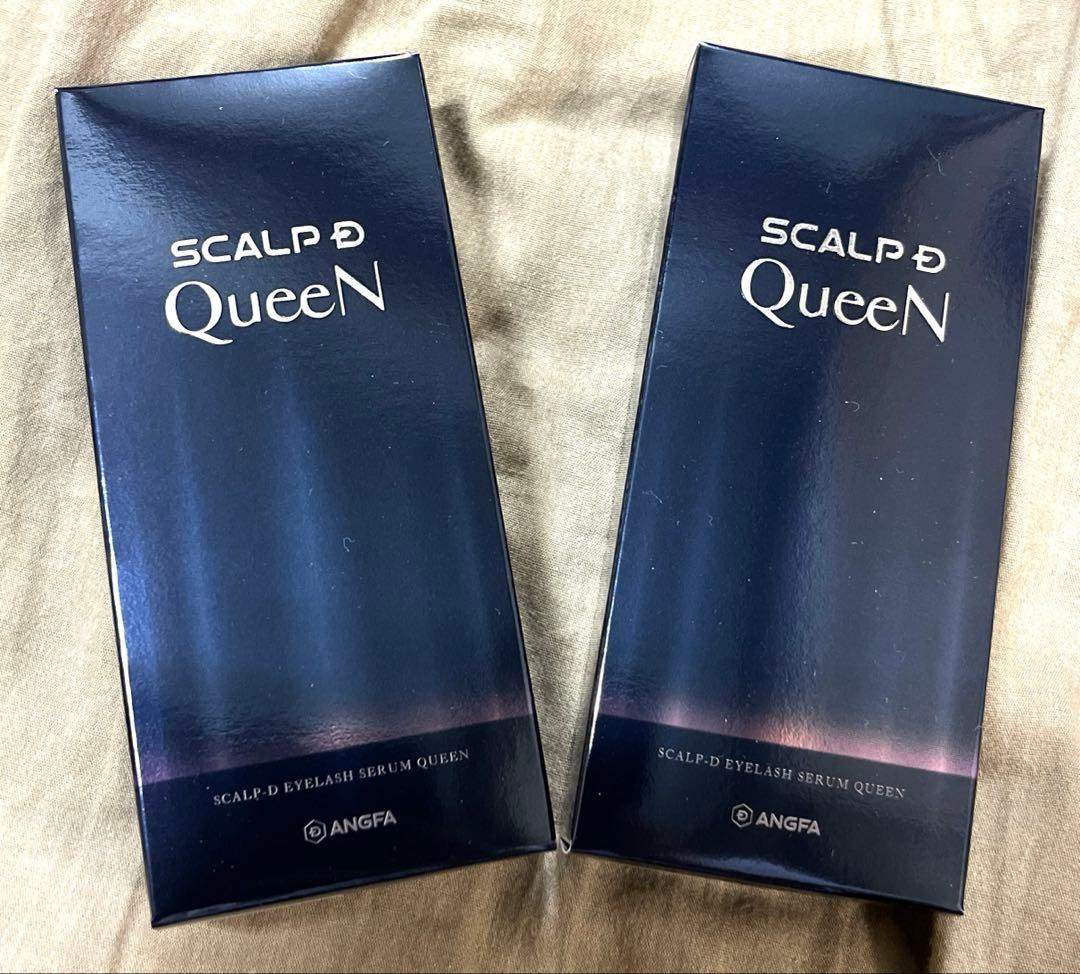 SCALP D
QueeN
SCALP-D EYELASH SERUM QUEEN
ANGFA
SCALP D
QueeN
SCALP-D EYELASH SERUM QUEEN
ANGFA